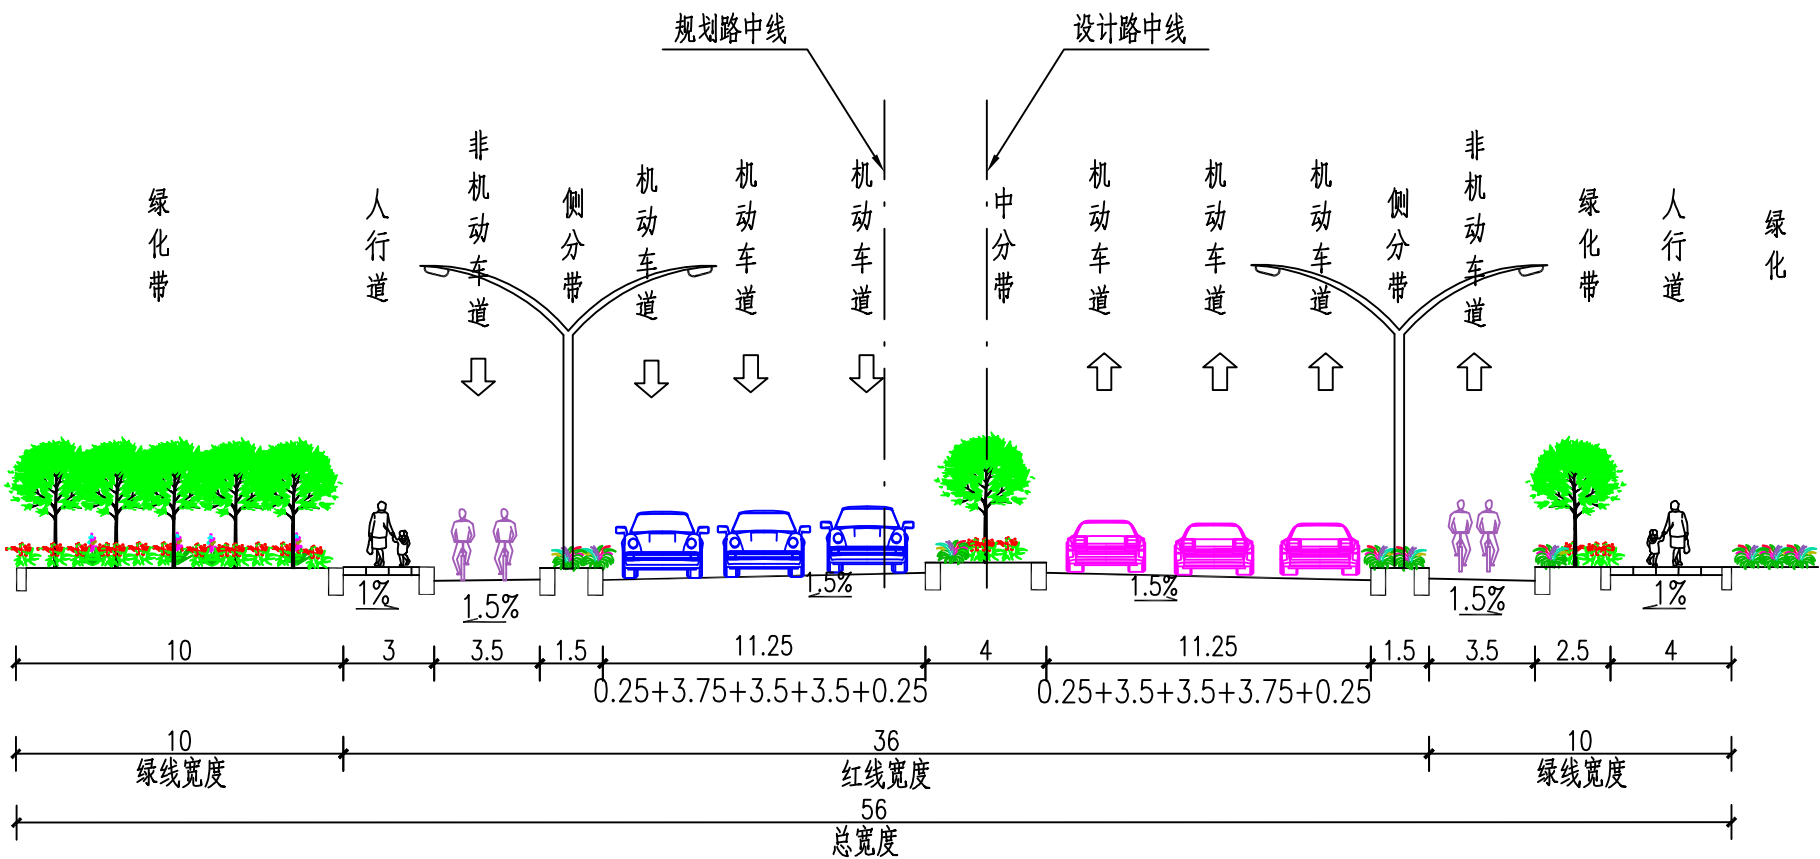 规划路中线
设计路中线
绿化带
人行道
非机动车道
侧分带
机动车道
机动车道
机动车道
中分带
机动车道
机动车道
机动车道
侧分带
非机动车道
绿化带
人行道
绿化
1%
1.5%
1.5%
1.5%
1.5%
1%
10
3
3.5
1.5
11.25
4
11.25
1.5
3.5
2.5
4
0.25+3.75+3.5+3.5+0.25
0.25+3.5+3.5+3.75+0.25
10
36
10
绿线宽度
红线宽度
绿线宽度
56
总宽度